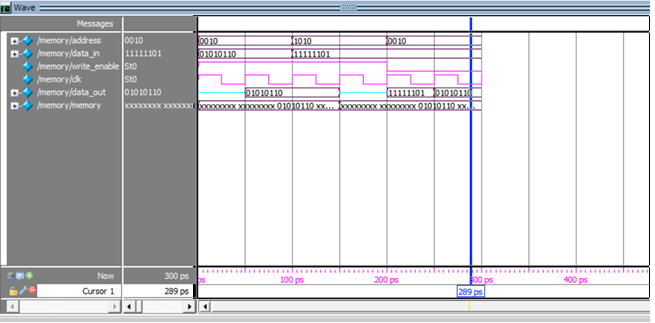 Wave
Messages
/memory/address 0010 0010 1010 0010
/memory/data_in 11111101 01010110 11111101
/memory/write_enable St0
/memory/clk St0
/memory/data_out 01010110 01010110 11111101 01010110
/memory/memory xxxxxxxx xxxxxx xxxxxxxx xxxxxxxx 01010110 xx... xxxxxxxx xxxxxxxx 01010110 xx...
Now 300 ps ps 100 ps 200 ps 300 ps 400 ps
Cursor 1 289 ps 289 ps